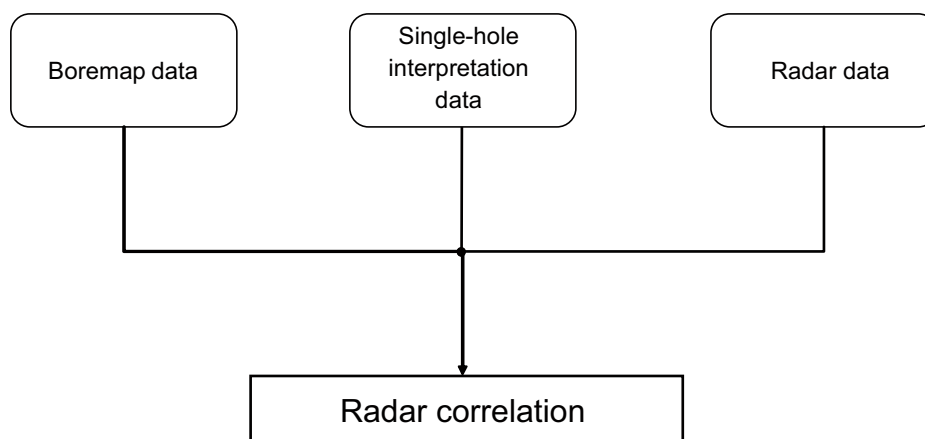 Boremap data
Single-hole
interpretation
data
Radar data
Radar correlation